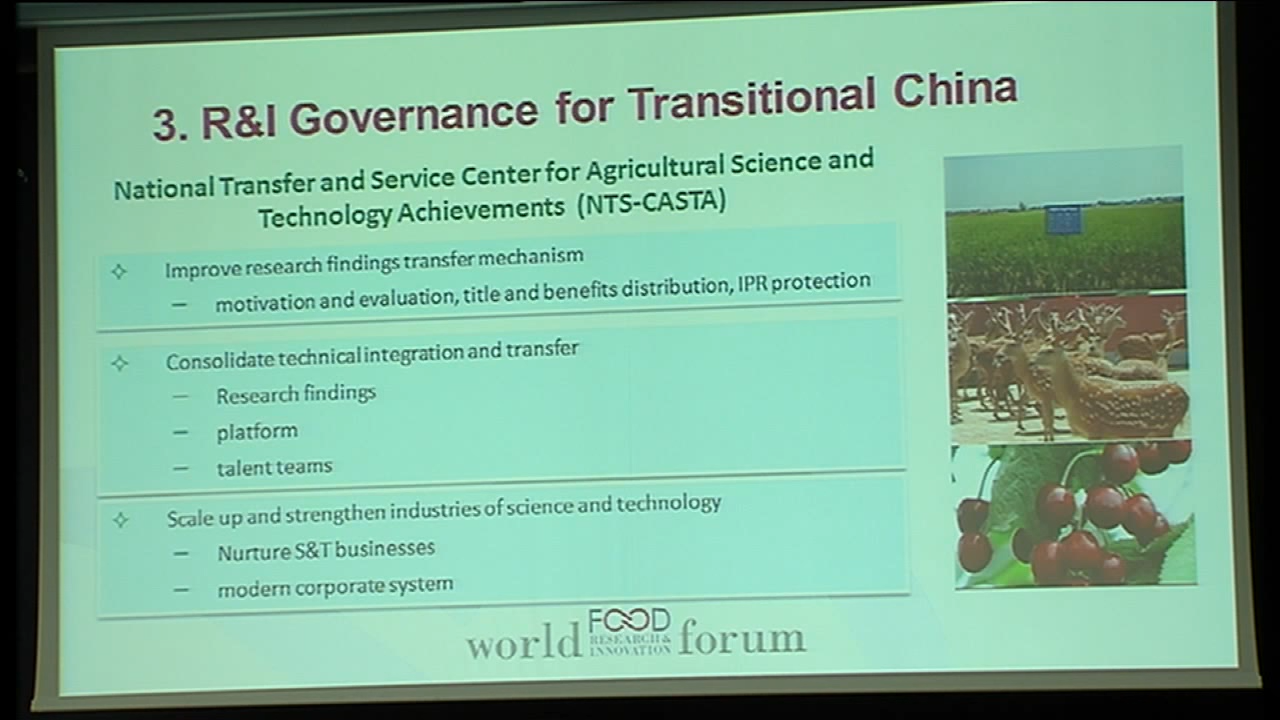 3. R&I Governance for Transitional China
National Transfer and Service Center for Agricultural Science and
Technology Achievements (NTS-CASTA)
Improve research findings transfer mechanism
— motivation and evaluation, title and benefits distribution, IPR protection
Consolidate technical integration and transfer
— Research findings
— platform
— talent teams
Scale up and strengthen industries of science and technology
— Nurture S&T businesses
— modern corporate system
world FOOD RESEARCH & INNOVATION forum